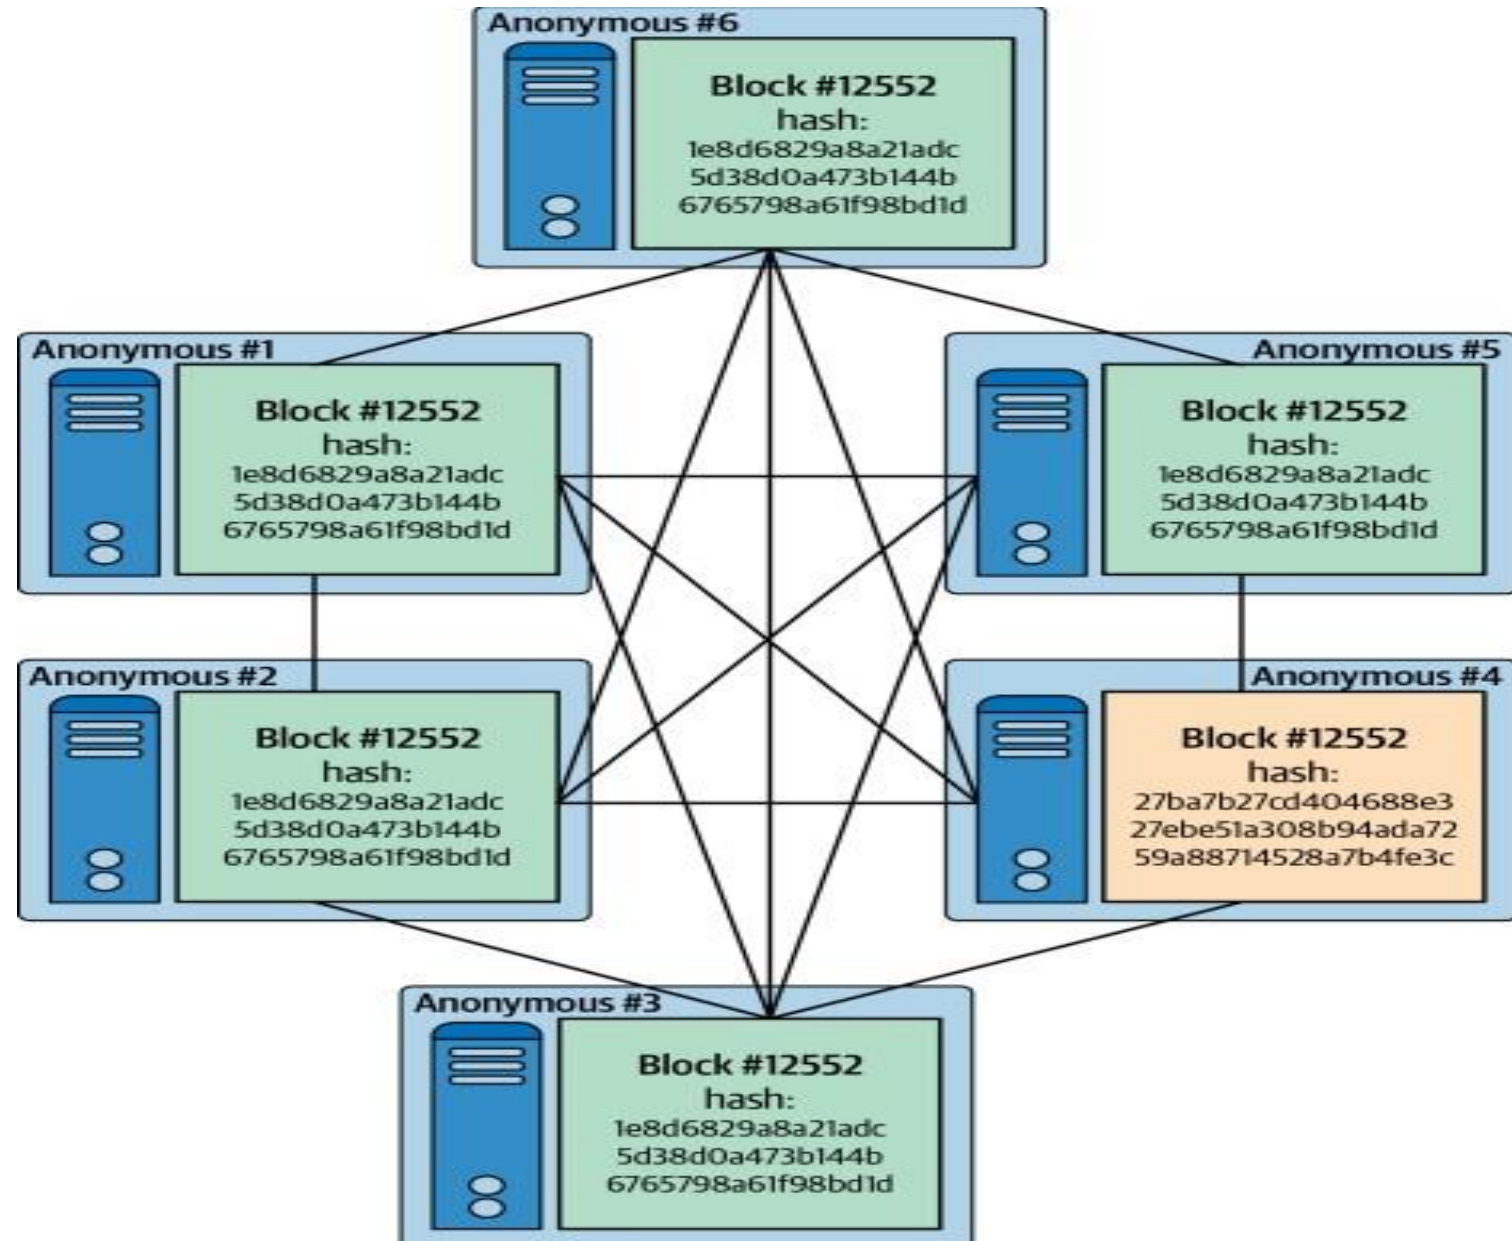 Anonymous #6
Block #12552
hash:
1e8d6829a8a21adc
5d38d0a473b144b
6765798a61f98bd1d
Anonymous #1
Block #12552
hash:
1e8d6829a8a21adc
5d38d0a473b144b
6765798a61f98bd1d
Anonymous #5
Block #12552
hash:
1e8d6829a8a21adc
5d38d0a473b144b
6765798a61f98bd1d
Anonymous #2
Block #12552
hash:
1e8d6829a8a21adc
5d38d0a473b144b
6765798a61f98bd1d
Anonymous #4
Block #12552
hash:
27ba7b27cd404688e3
27ebe51a308b94ada72
59a88714528a7b4fe3c
Anonymous #3
Block #12552
hash:
1e8d6829a8a21adc
5d38d0a473b144b
6765798a61f98bd1d